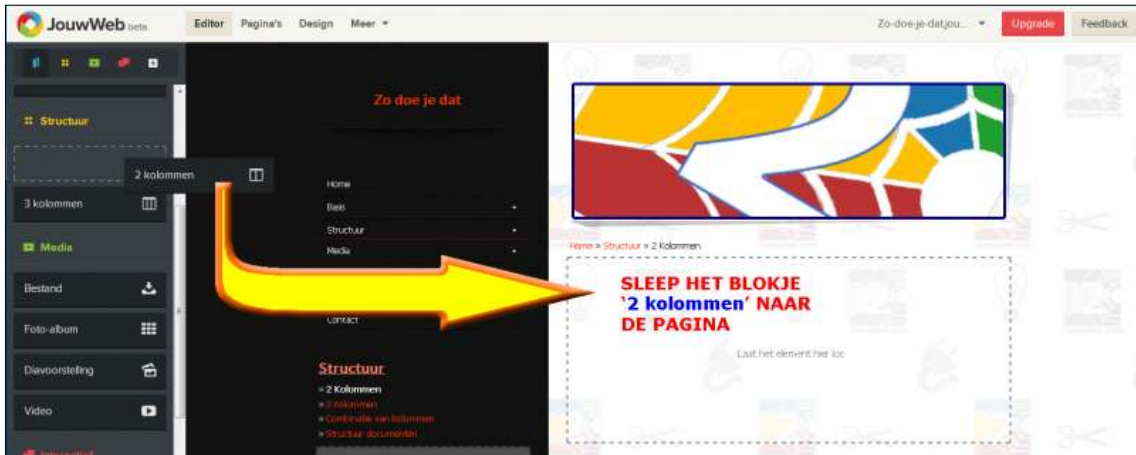 JouwWeb beta
Editor Pagina's Design Meer
Zo-doe-je-dat.jou...
Upgrade
Feedback
Structuur
2 kolommen
3 kolommen
Media
Bestand
Foto-album
Diavoorstelling
Video
Interactief
Zo doe je dat
Home
Basis
Structuur
Media
Contact
Structuur
» 2 Kolommen
» 3 Kolommen
» Combinatie van kolommen
» Structuur documenten
Home » Structuur » 2 Kolommen
SLEEP HET BLOKJE
‘2 kolommen’ NAAR
DE PAGINA
Laat het element hier los